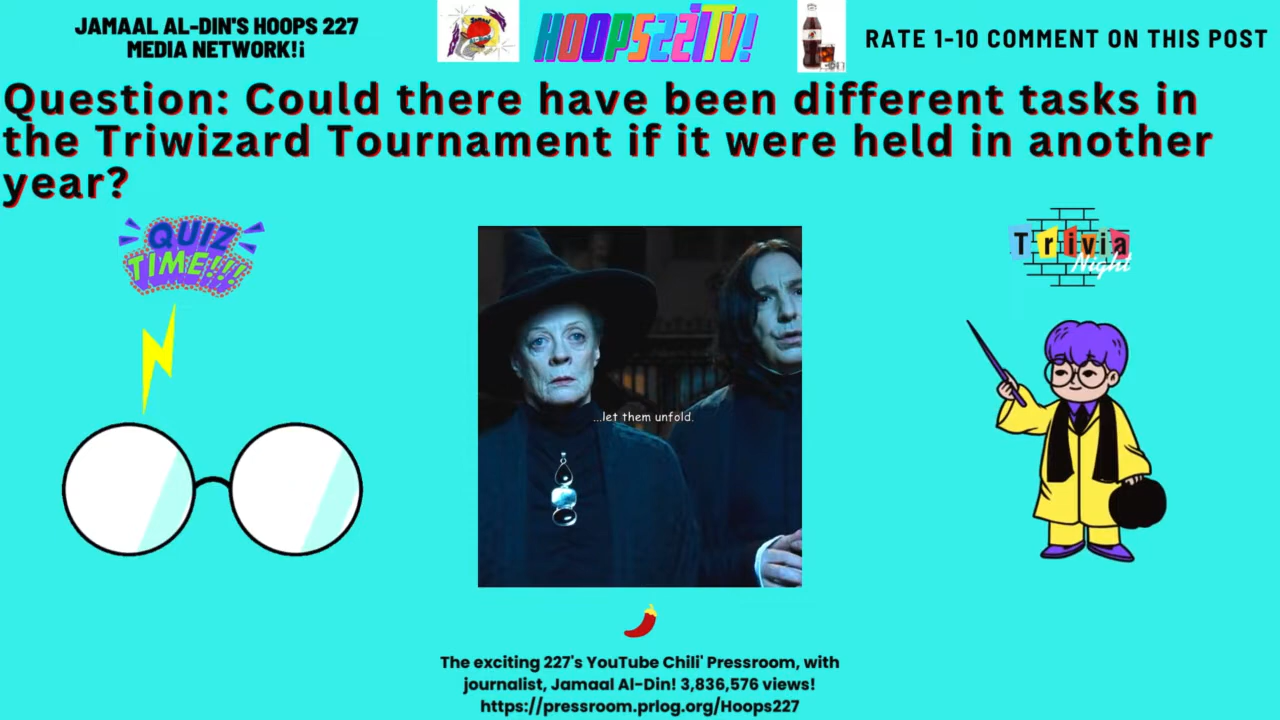 JAMAAL AL-DIN'S HOOPS 227
MEDIA NETWORK!¡
HOOPS227TV!
RATE 1-10 COMMENT ON THIS POST
Question: Could there have been different tasks in
the Triwizard Tournament if it were held in another
year?
QUIZ
TIME!!!
Trivia
Night
...let them unfold.
The exciting 227's YouTube Chili' Pressroom, with
journalist, Jamaal Al-Din! 3,836,576 views!
https://pressroom.prlog.org/Hoops227